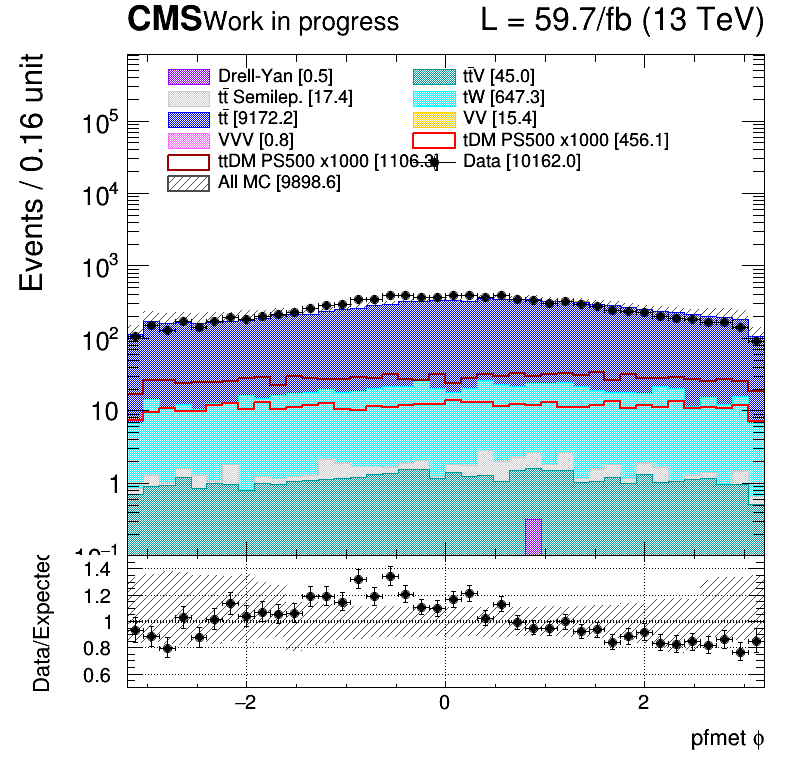 CMS Work in progress L = 59.7/fb (13 TeV)
Events / 0.16 unit
Drell-Yan [0.5] tt̄V [45.0]
tt̄ Semilep. [17.4] tW [647.3]
tt̄ [9172.2] VV [15.4]
VVV [0.8] tDM PS500 x1000 [456.1]
ttDM PS500 x1000 [1106.3] Data [10162.0]
All MC [9898.6]
10⁵
10⁴
10³
10²
10
1
10⁻¹
Data/Expected
1.4
1.2
1
0.8
0.6
−2 0 2
pfmet ϕ